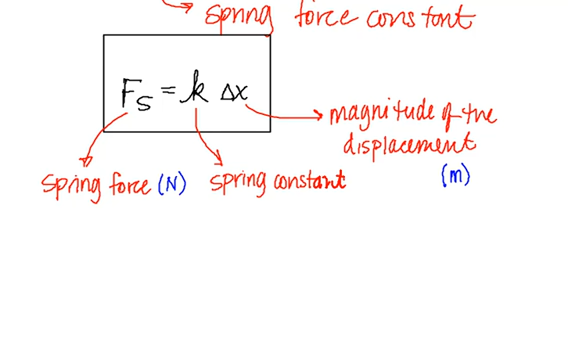 spring force constant
Fs = k Δx
magnitude of the
displacement
spring force (N) spring constant (m)